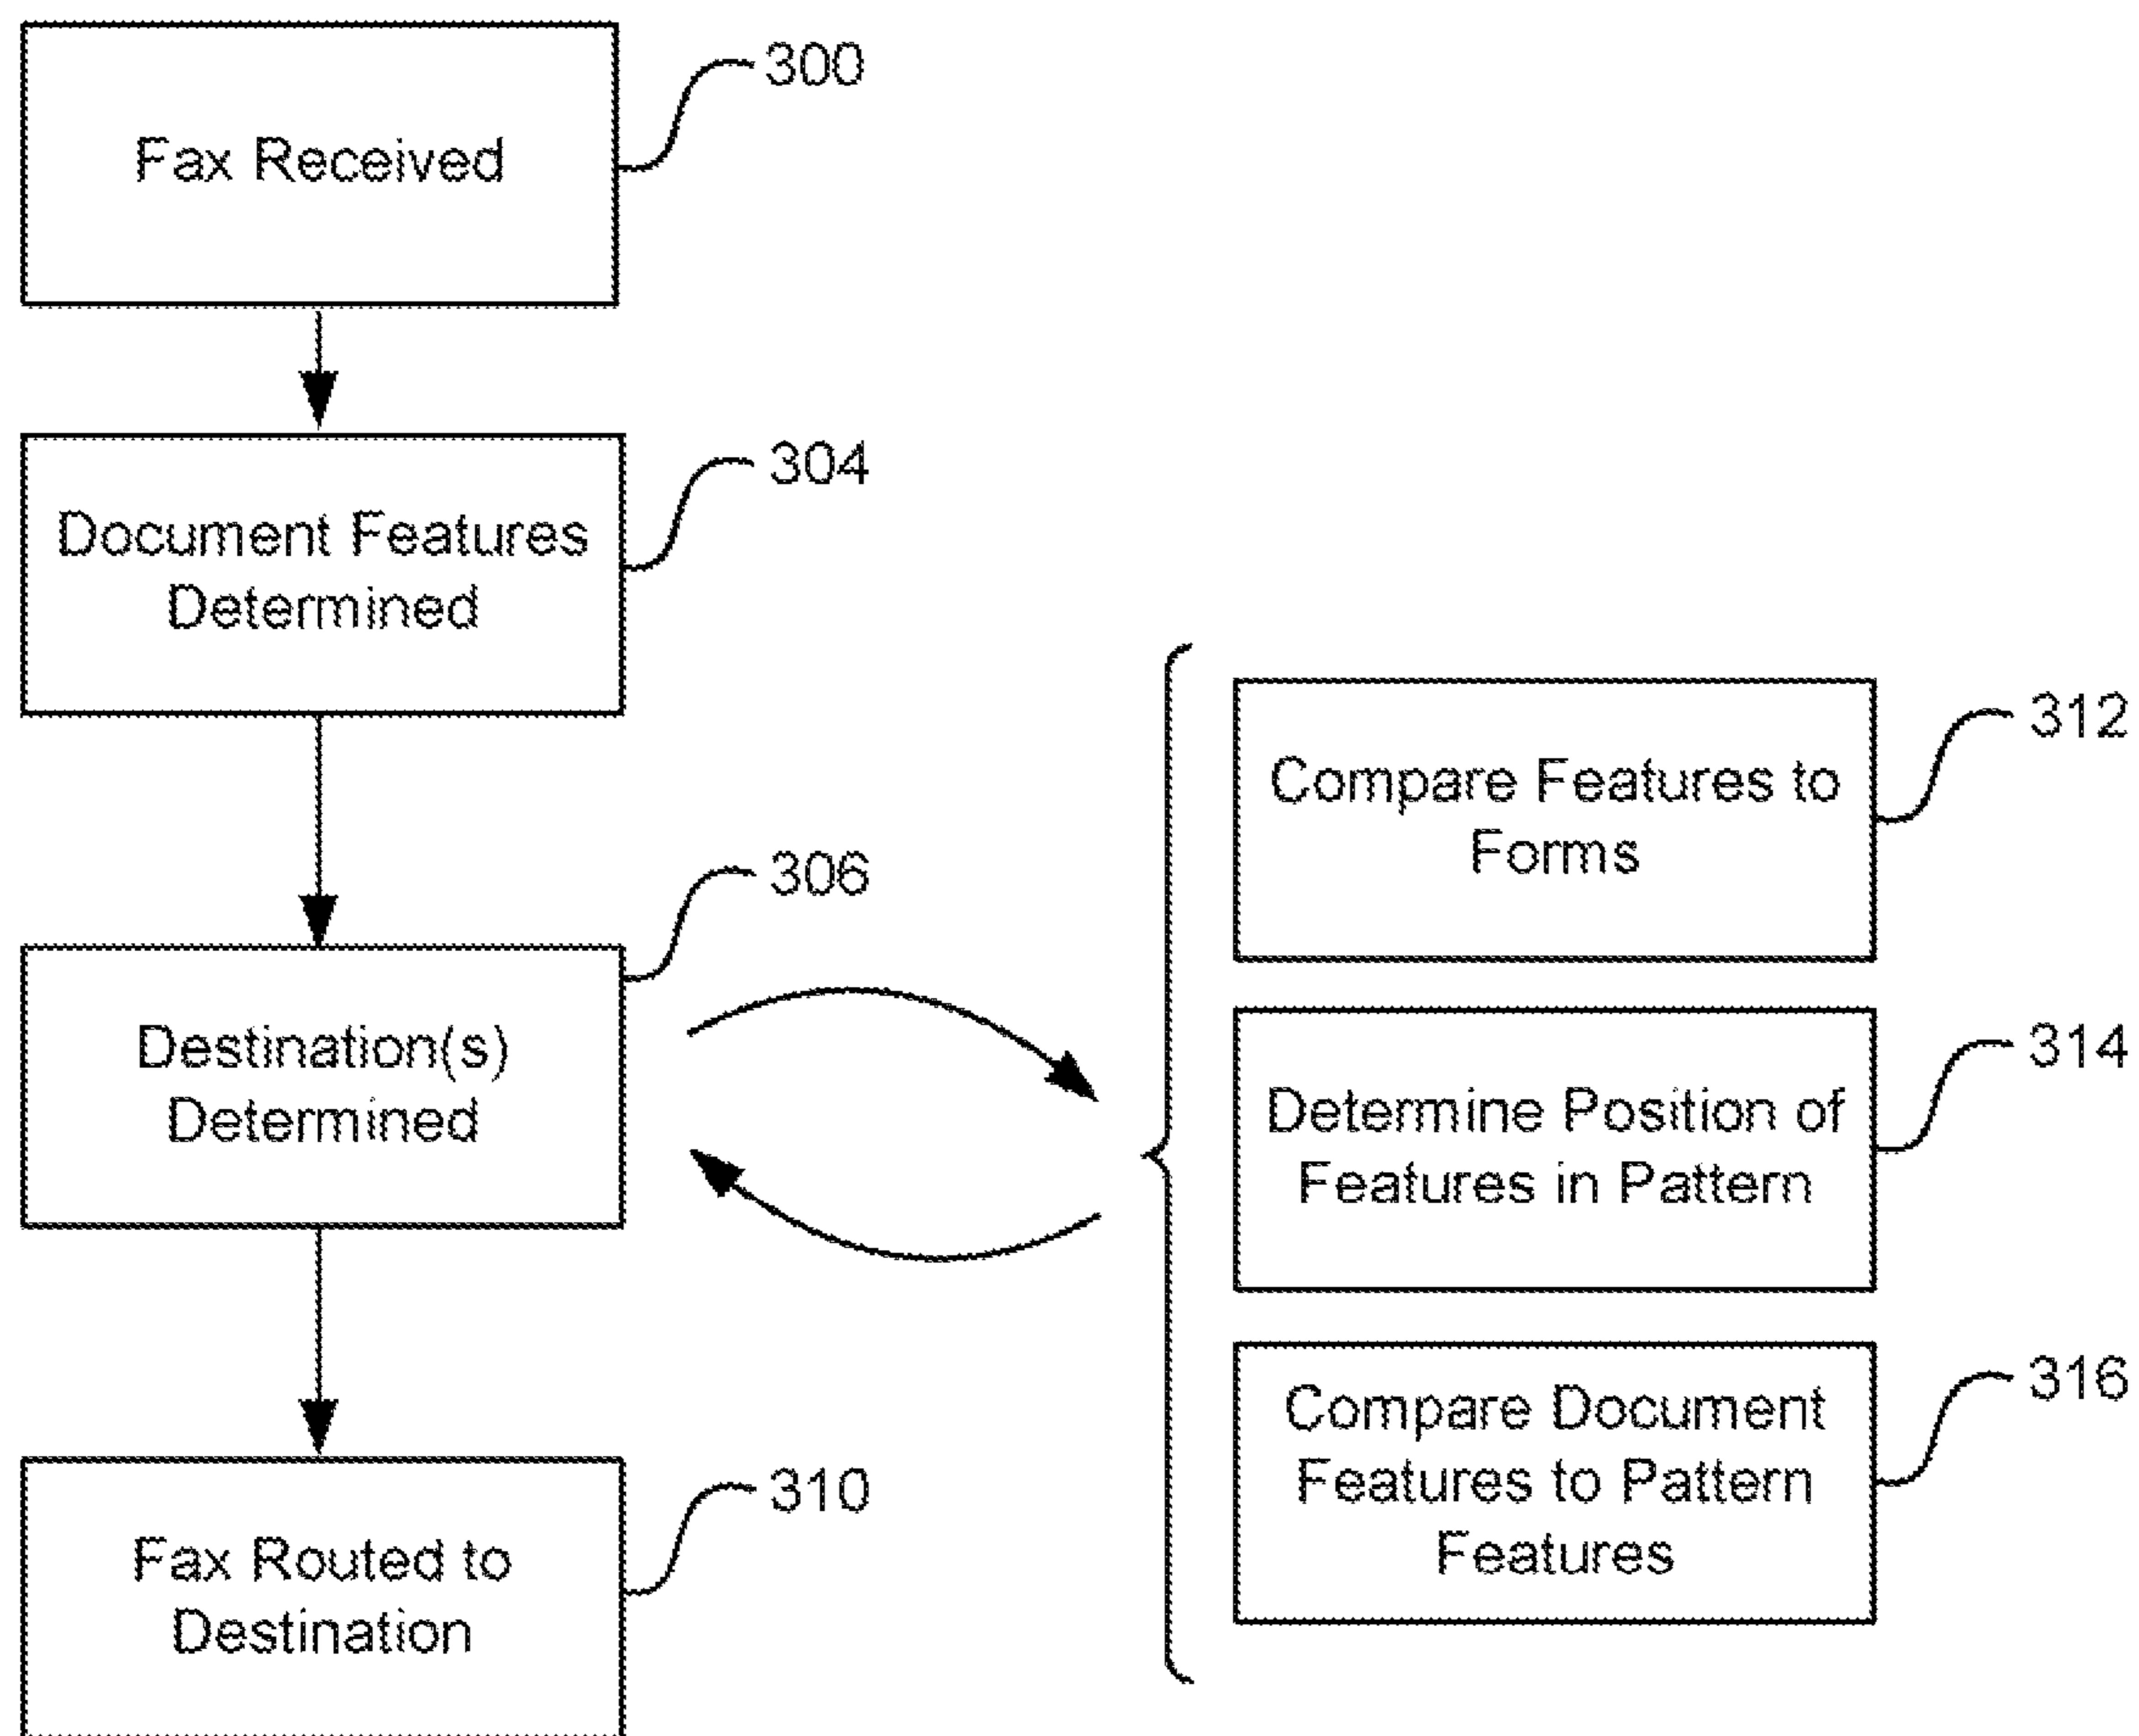 Fax Received
300
Document Features
Determined
304
Destination(s)
Determined
306
Fax Routed to
Destination
310
Compare Features to
Forms
312
Determine Position of
Features in Pattern
314
Compare Document
Features to Pattern
Features
316